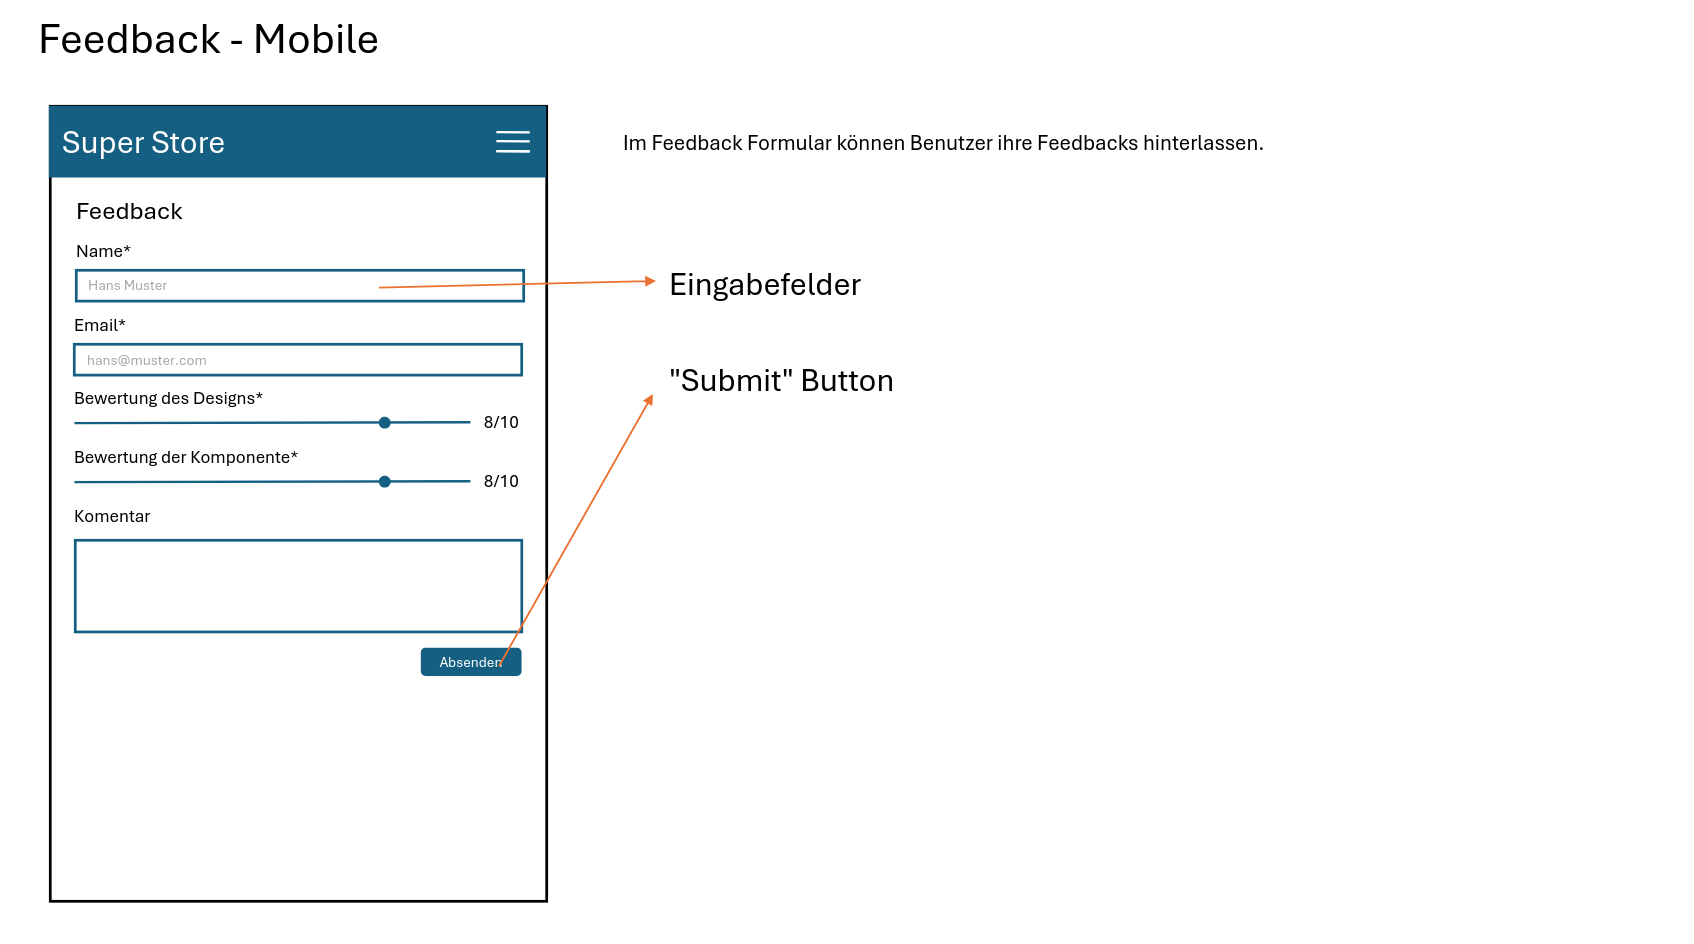 Feedback - Mobile
Super Store
Im Feedback Formular können Benutzer ihre Feedbacks hinterlassen.
Feedback
Name*
Hans Muster
Eingabefelder
Email*
hans@muster.com
"Submit" Button
Bewertung des Designs*
8/10
Bewertung der Komponente*
8/10
Komentar
Absenden